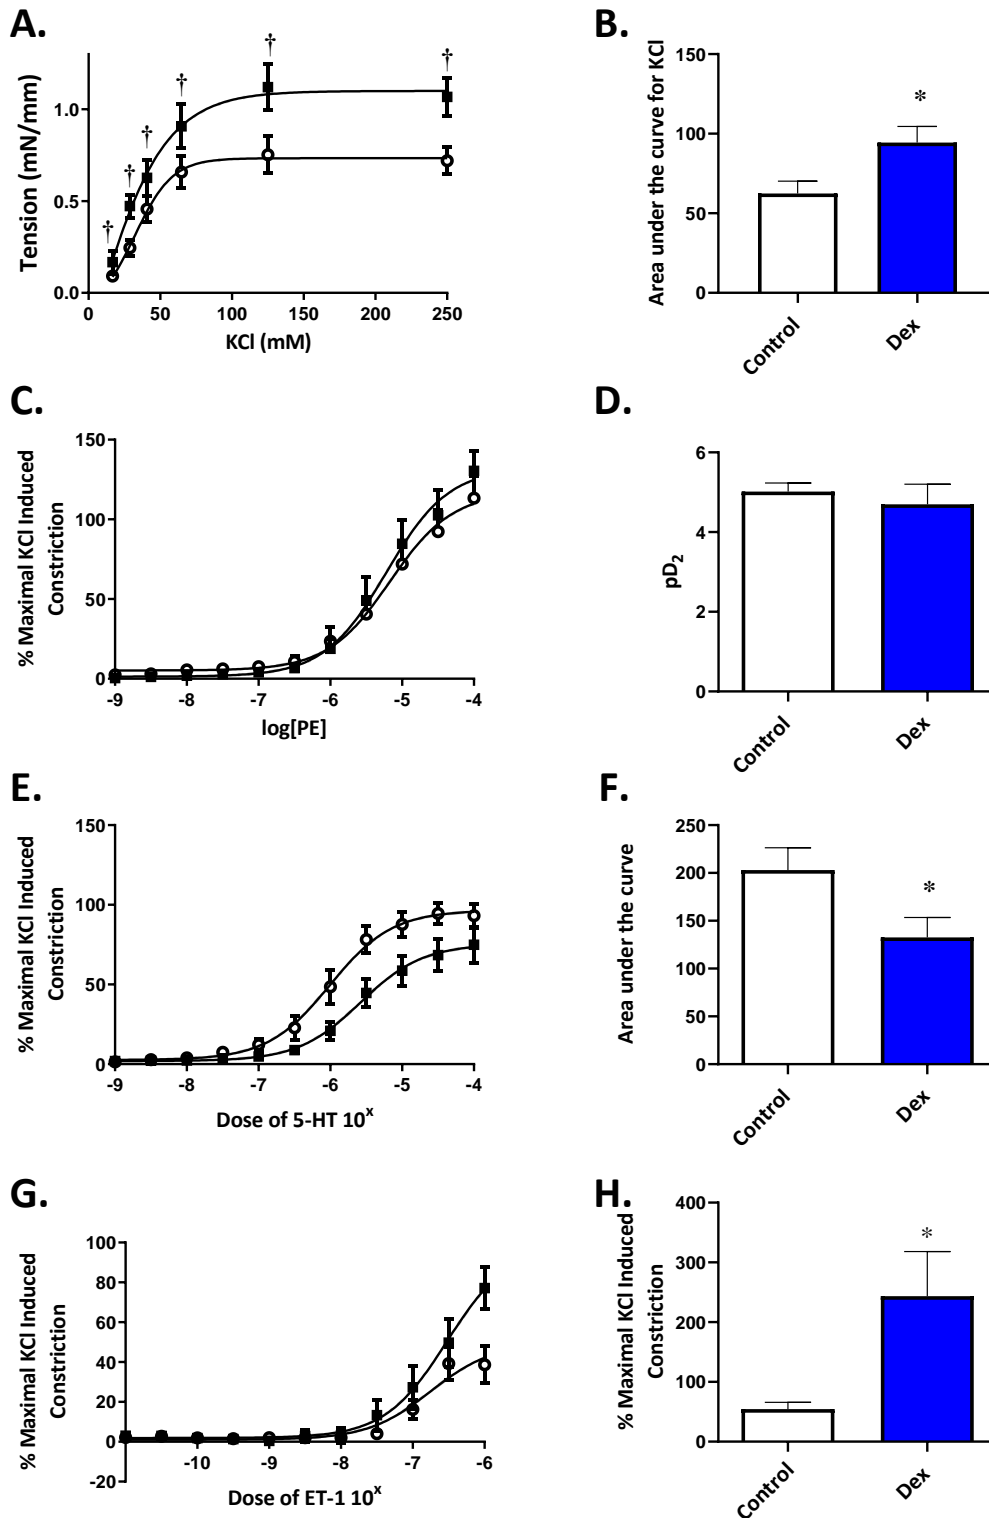 A.
Tension (mN/mm)
1.0
0.5
0.0
† † † † † †
0 50 100 150 200 250
KCl (mM)
B.
Area under the curve for KCl
150
100
50
0
*
Control Dex
C.
% Maximal KCl Induced
Constriction
150
100
50
0
-9 -8 -7 -6 -5 -4
log[PE]
D.
pD₂
6
4
2
0
Control Dex
E.
% Maximal KCl Induced
Constriction
150
100
50
0
-9 -8 -7 -6 -5 -4
Dose of 5-HT 10ˣ
F.
Area under the curve
250
200
150
100
50
0
*
Control Dex
G.
% Maximal KCl Induced
Constriction
100
80
60
40
20
0
-20
-10 -9 -8 -7 -6
Dose of ET-1 10ˣ
H.
% Maximal KCl Induced
Constriction
400
300
200
100
0
*
Control Dex